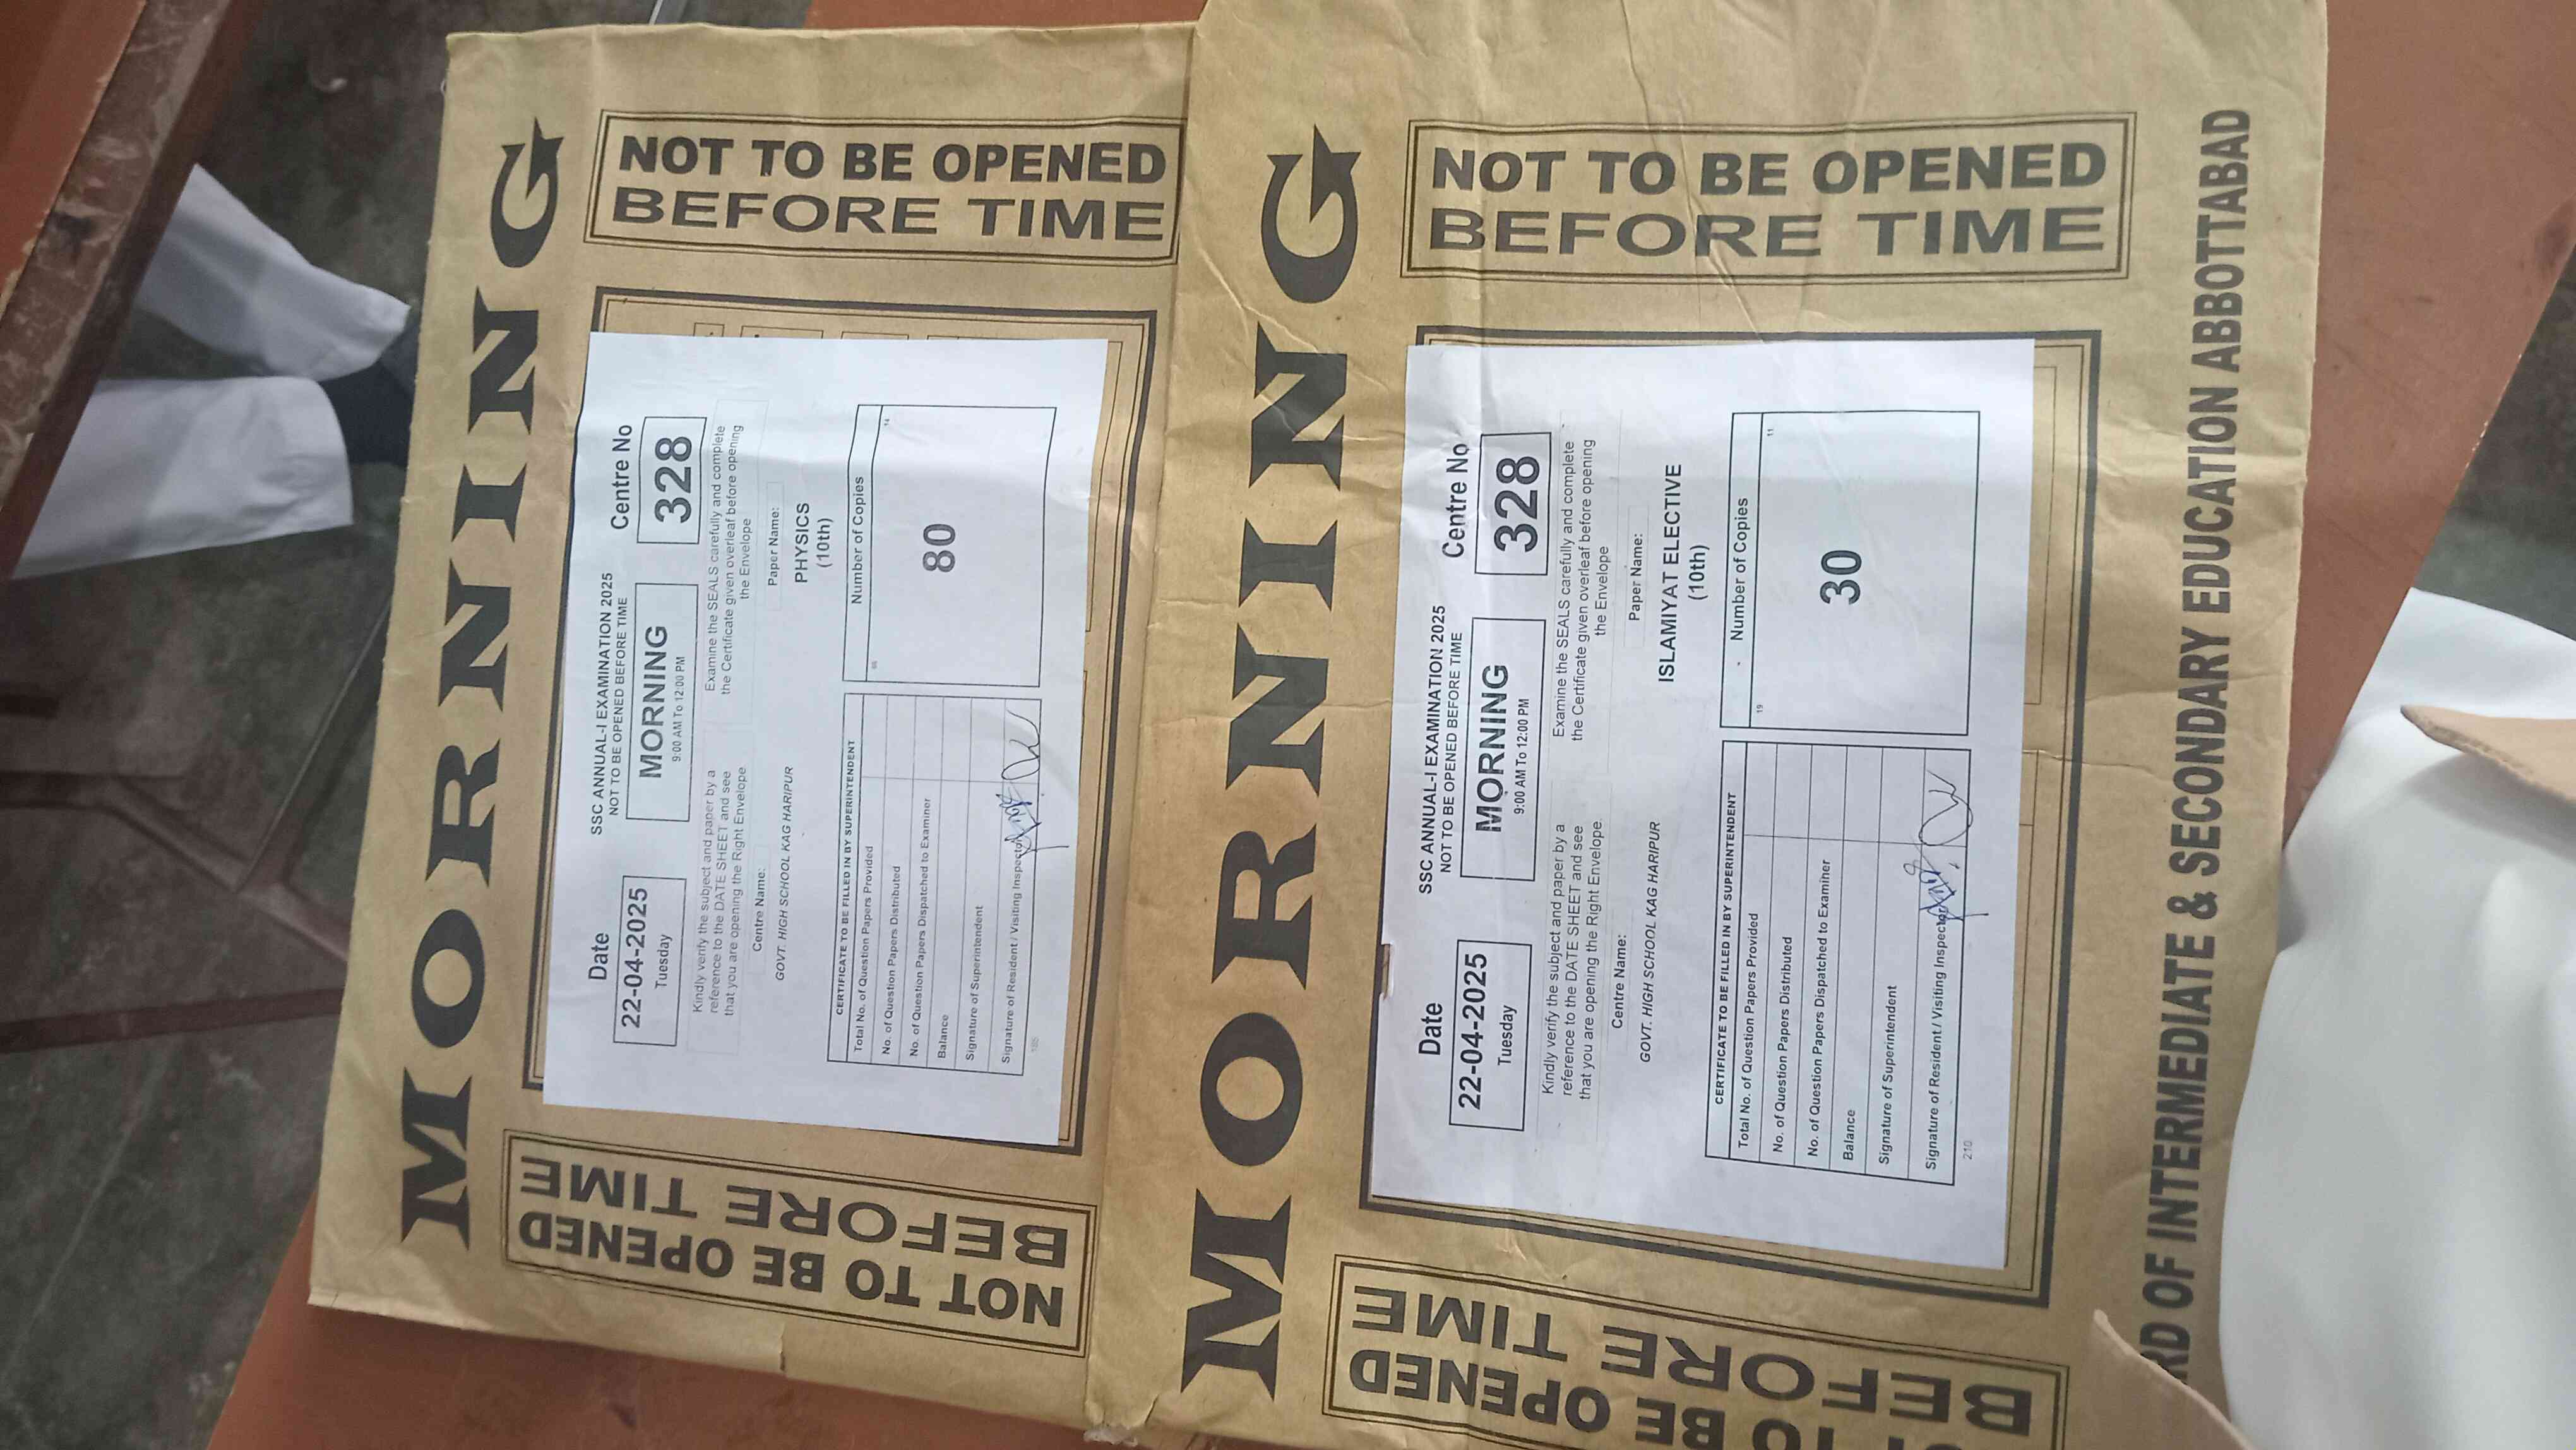 MORNING
NOT TO BE OPENED
BEFORE TIME
SSC ANNUAL-I EXAMINATION 2025
NOT TO BE OPENED BEFORE TIME
Date
22-04-2025
Tuesday
MORNING
9:00 AM To 12:00 PM
Centre No
328
Kindly verify the subject and paper by a
reference to the DATE SHEET and see
that you are opening the Right Envelope
Examine the SEALS carefully and complete
the Certificate given overleaf before opening
the Envelope
Centre Name:
GOVT. HIGH SCHOOL KAG HARIPUR
Paper Name:
PHYSICS
(10th)
CERTIFICATE TO BE FILLED IN BY SUPERINTENDENT
Total No. of Question Papers Provided
No. of Question Papers Distributed
No. of Question Papers Dispatched to Examiner
Balance
Signature of Superintendent
Signature of Resident / Visiting Inspector
Number of Copies
14
80
NOT TO BE OPENED
BEFORE TIME
MORNING
NOT TO BE OPENED
BEFORE TIME
SSC ANNUAL-I EXAMINATION 2025
NOT TO BE OPENED BEFORE TIME
Date
22-04-2025
Tuesday
MORNING
9:00 AM To 12:00 PM
Centre No
328
Kindly verify the subject and paper by a
reference to the DATE SHEET and see
that you are opening the Right Envelope.
Examine the SEALS carefully and complete
the Certificate given overleaf before opening
the Envelope
Centre Name:
GOVT. HIGH SCHOOL KAG HARIPUR
Paper Name:
ISLAMIYAT ELECTIVE
(10th)
CERTIFICATE TO BE FILLED IN BY SUPERINTENDENT
Total No. of Question Papers Provided
No. of Question Papers Distributed
No. of Question Papers Dispatched to Examiner
Balance
Signature of Superintendent
Signature of Resident / Visiting Inspector
210
Number of Copies
19 11
30
TO BE OPENED
BEFORE TIME
RD OF INTERMEDIATE & SECONDARY EDUCATION ABBOTTABAD